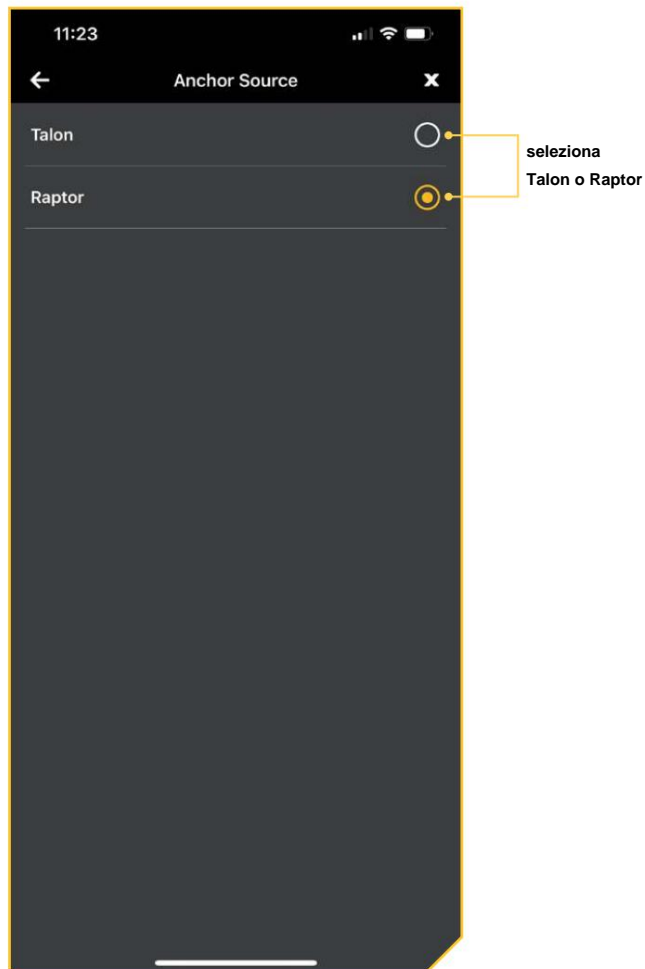 11:23
Anchor Source
Talon
Raptor
seleziona
Talon o Raptor